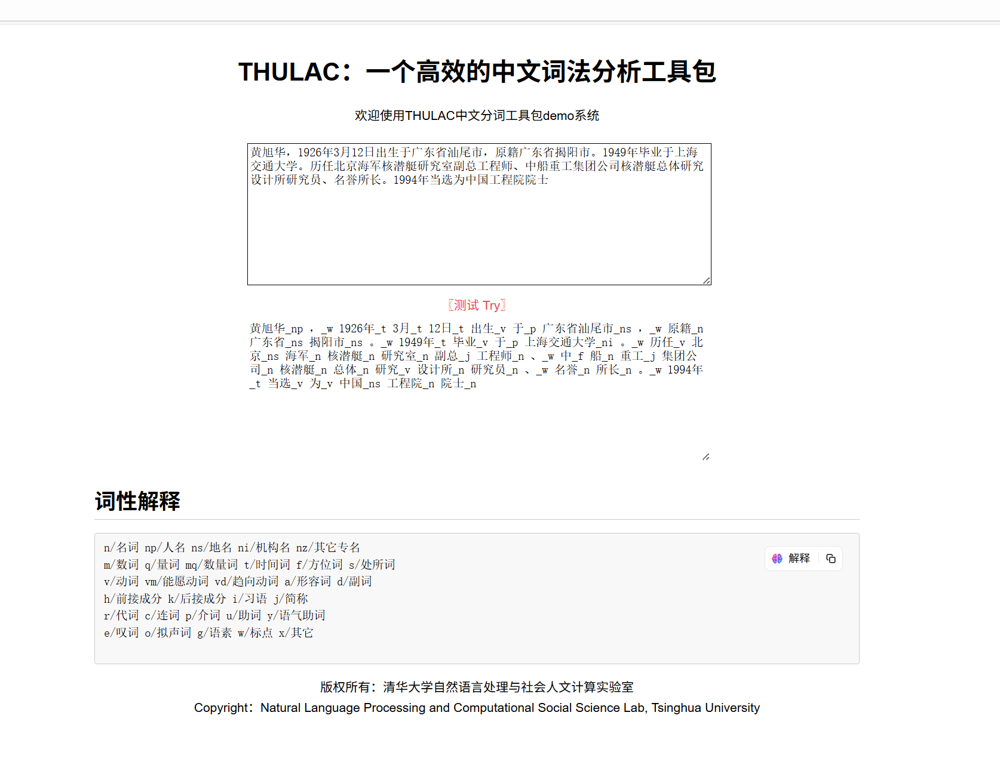 THULAC：一个高效的中文词法分析工具包
欢迎使用THULAC中文分词工具包demo系统
黄旭华，1926年3月12日出生于广东省汕尾市，原籍广东省揭阳市。1949年毕业于上海
交通大学。历任北京海军核潜艇研究室副总工程师、中船重工集团公司核潜艇总体研究
设计所研究员、名誉所长。1994年当选为中国工程院院士
〖测试 Try〗
黄旭华_np ，_w 1926年_t 3月_t 12日_t 出生_v 于_p 广东省汕尾市_ns ，_w 原籍_n
广东省_ns 揭阳市_ns 。_w 1949年_t 毕业_v 于_p 上海交通大学_ni 。_w 历任_v 北
京_ns 海军_n 核潜艇_n 研究室_n 副总_j 工程师_n 、_w 中_f 船_n 重工_j 集团公
司_n 核潜艇_n 总体_n 研究_v 设计所_n 研究员_n 、_w 名誉_n 所长_n 。_w 1994年
_t 当选_v 为_v 中国_ns 工程院_n 院士_n
词性解释
n/名词 np/人名 ns/地名 ni/机构名 nz/其它专名
m/数词 q/量词 mq/数量词 t/时间词 f/方位词 s/处所词
v/动词 vm/能愿动词 vd/趋向动词 a/形容词 d/副词
h/前接成分 k/后接成分 i/习语 j/简称
r/代词 c/连词 p/介词 u/助词 y/语气助词
e/叹词 o/拟声词 g/语素 w/标点 x/其它
解释
版权所有：清华大学自然语言处理与社会人文计算实验室
Copyright：Natural Language Processing and Computational Social Science Lab, Tsinghua University